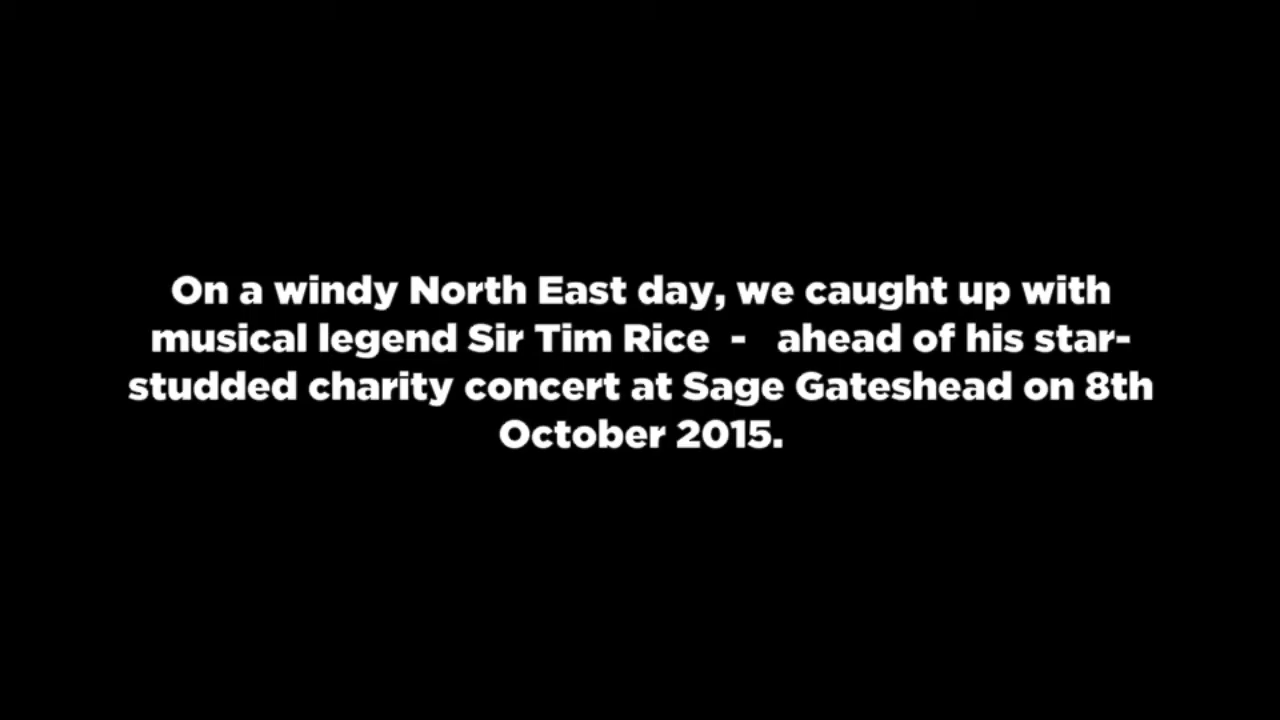 On a windy North East day, we caught up with
musical legend Sir Tim Rice  -   ahead of his star-
studded charity concert at Sage Gateshead on 8th
October 2015.